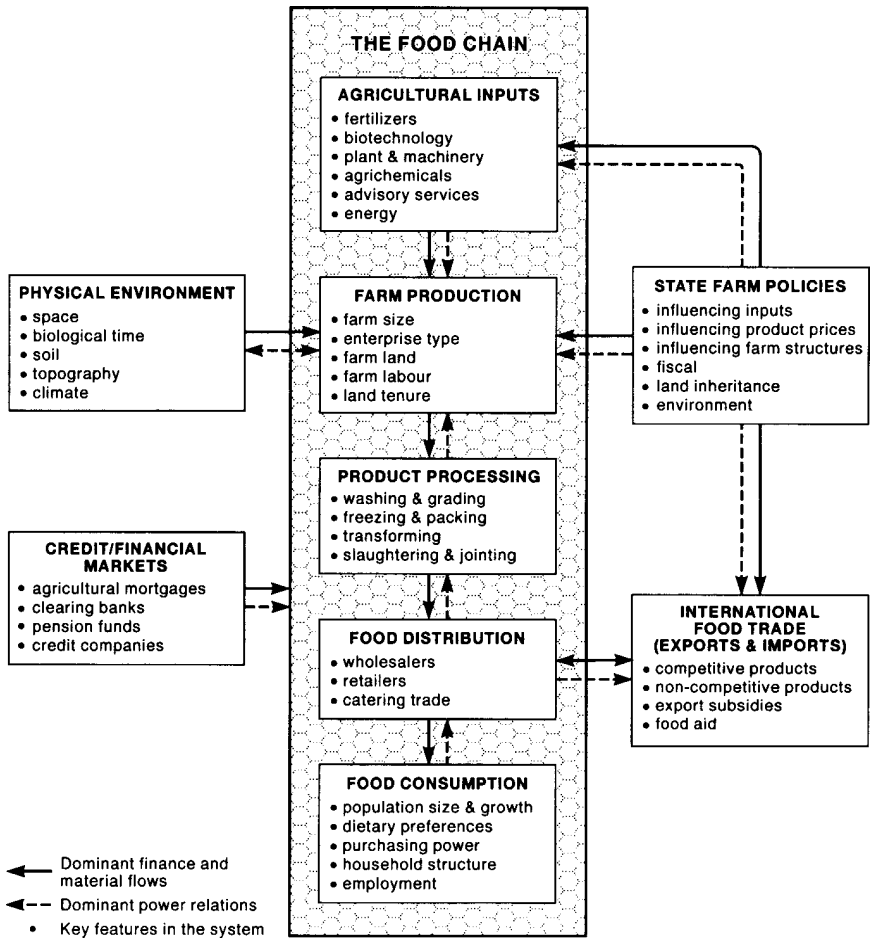 THE FOOD CHAIN
AGRICULTURAL INPUTS
• fertilizers
• biotechnology
• plant & machinery
• agrichemicals
• advisory services
• energy
PHYSICAL ENVIRONMENT
• space
• biological time
• soil
• topography
• climate
FARM PRODUCTION
• farm size
• enterprise type
• farm land
• farm labour
• land tenure
STATE FARM POLICIES
• influencing inputs
• influencing product prices
• influencing farm structures
• fiscal
• land inheritance
• environment
PRODUCT PROCESSING
• washing & grading
• freezing & packing
• transforming
• slaughtering & jointing
CREDIT/FINANCIAL
MARKETS
• agricultural mortgages
• clearing banks
• pension funds
• credit companies
FOOD DISTRIBUTION
• wholesalers
• retailers
• catering trade
INTERNATIONAL
FOOD TRADE
(EXPORTS & IMPORTS)
• competitive products
• non-competitive products
• export subsidies
• food aid
FOOD CONSUMPTION
• population size & growth
• dietary preferences
• purchasing power
• household structure
• employment
Dominant finance and
material flows
Dominant power relations
• Key features in the system